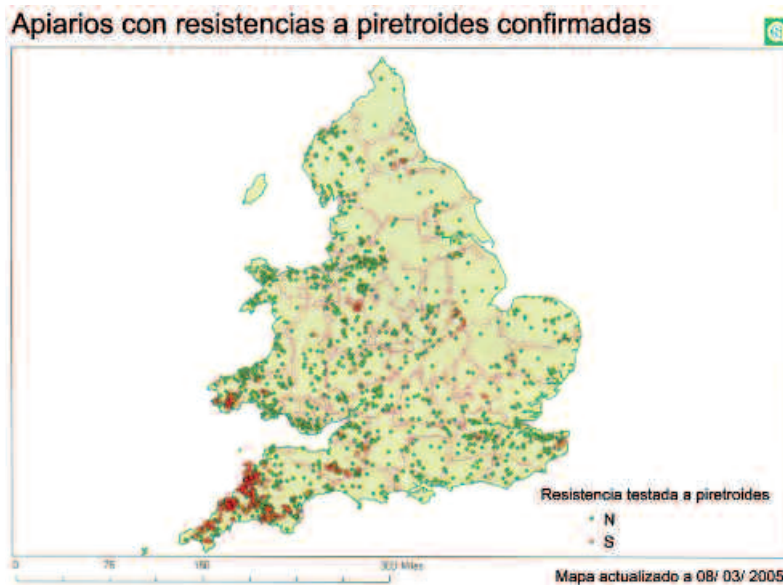 Apiarios con resistencias a piretroides confirmadas
Resistencia testada a piretroides
N
S
0 75 150 300 Miles
Mapa actualizado a 08/ 03/ 2005